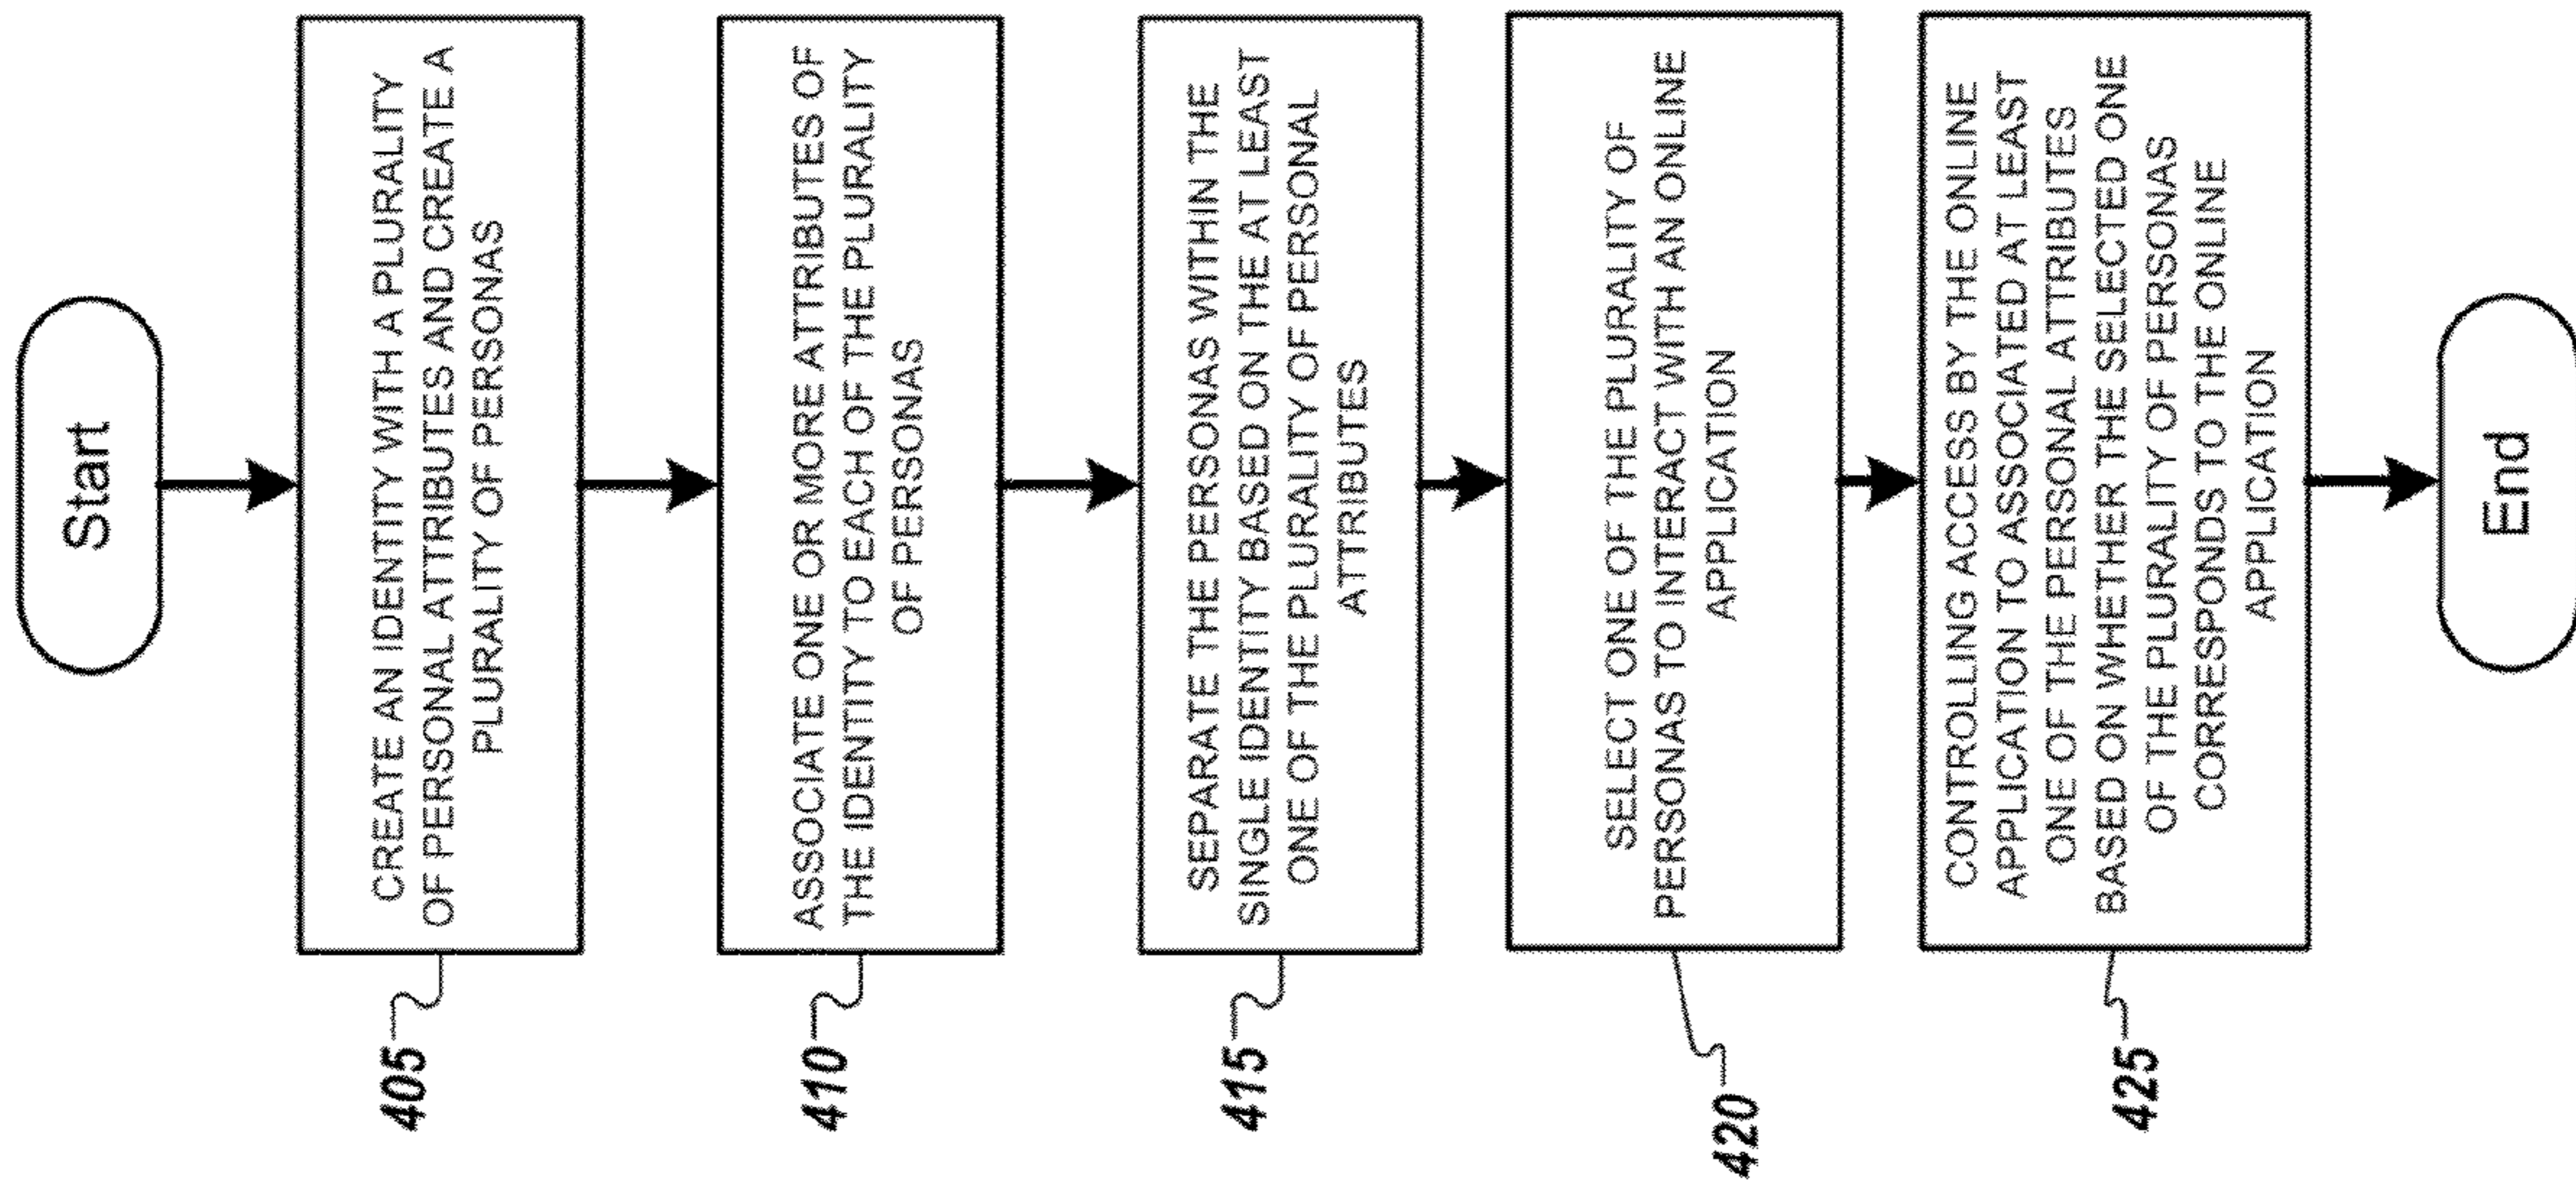 Start
405
CREATE AN IDENTITY WITH A PLURALITY
OF PERSONAL ATTRIBUTES AND CREATE A
PLURALITY OF PERSONAS
410
ASSOCIATE ONE OR MORE ATTRIBUTES OF
THE IDENTITY TO EACH OF THE PLURALITY
OF PERSONAS
415
SEPARATE THE PERSONAS WITHIN THE
SINGLE IDENTITY BASED ON THE AT LEAST
ONE OF THE PLURALITY OF PERSONAL
ATTRIBUTES
420
SELECT ONE OF THE PLURALITY OF
PERSONAS TO INTERACT WITH AN ONLINE
APPLICATION
425
CONTROLLING ACCESS BY THE ONLINE
APPLICATION TO ASSOCIATED AT LEAST
ONE OF THE PERSONAL ATTRIBUTES
BASED ON WHETHER THE SELECTED ONE
OF THE PLURALITY OF PERSONAS
CORRESPONDS TO THE ONLINE
APPLICATION
End